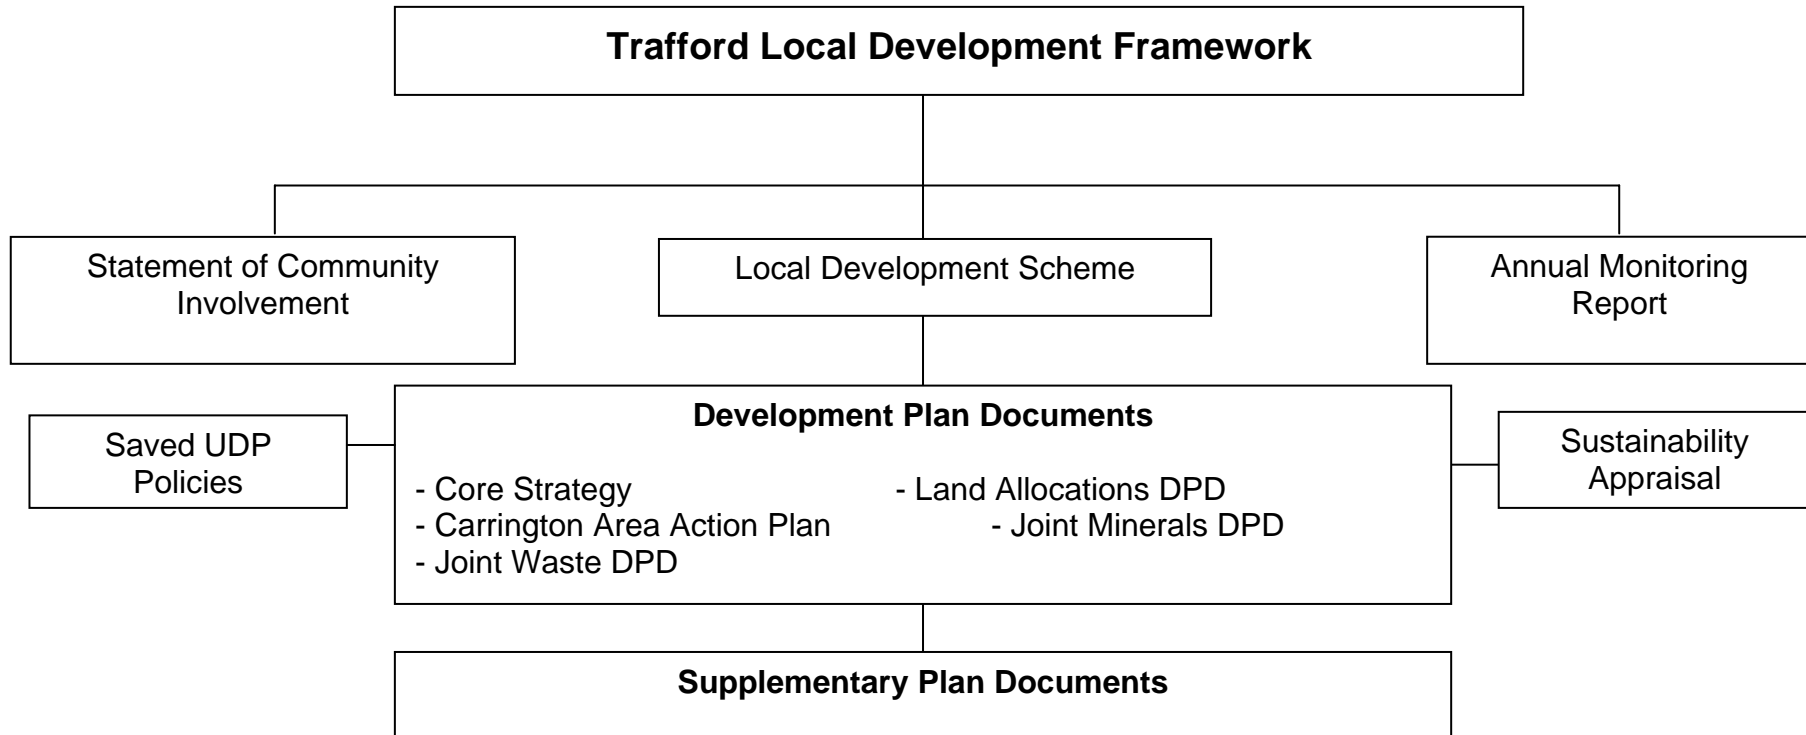 Trafford Local Development Framework
Statement of Community
Involvement
Local Development Scheme
Annual Monitoring
Report
Saved UDP
Policies
Development Plan Documents
- Core Strategy - Land Allocations DPD
- Carrington Area Action Plan - Joint Minerals DPD
- Joint Waste DPD
Sustainability
Appraisal
Supplementary Plan Documents